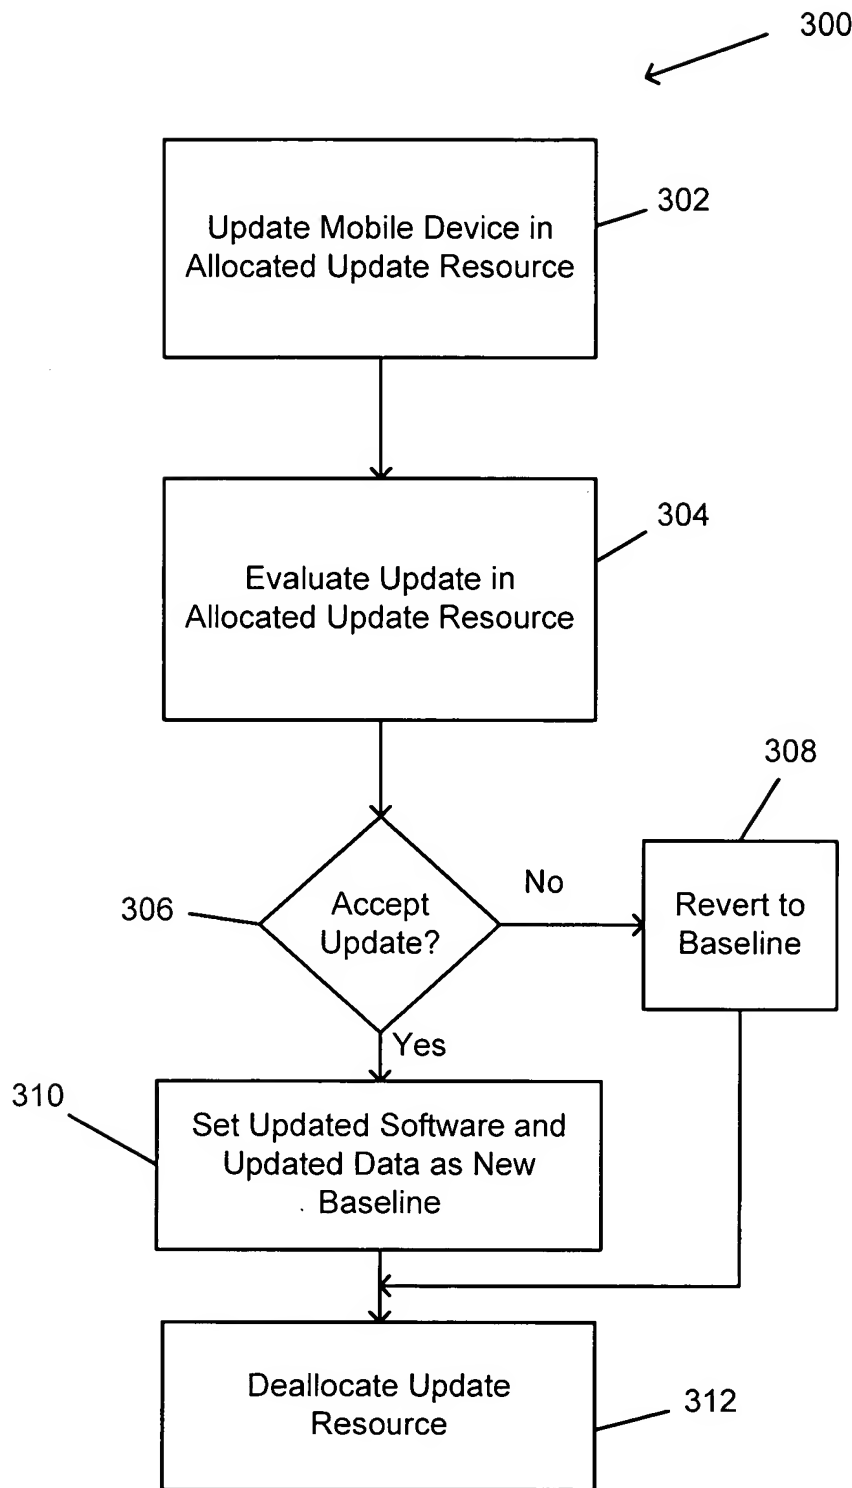 300
Update Mobile Device in
Allocated Update Resource
302
Evaluate Update in
Allocated Update Resource
304
308
306
Accept
Update?
No
Revert to
Baseline
Yes
310
Set Updated Software and
Updated Data as New
Baseline
Deallocate Update
Resource
312